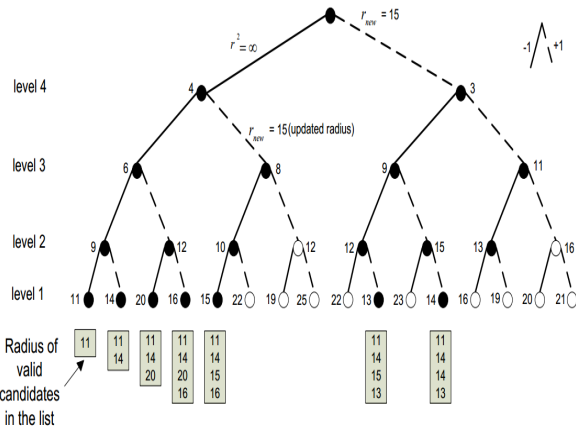 r² = ∞
r_new = 15
-1 +1
level 4
4 3
r_new = 15(updated radius)
level 3
6 8 9 11
level 2
9 12 10 12 12 15 13 16
level 1
11 14 20 16 15 22 19 25 22 13 23 14 16 19 20 21
Radius of
valid
candidates
in the list
11
11
14
11
14
20
11
14
20
16
11
14
15
16
11
14
15
13
11
14
14
13